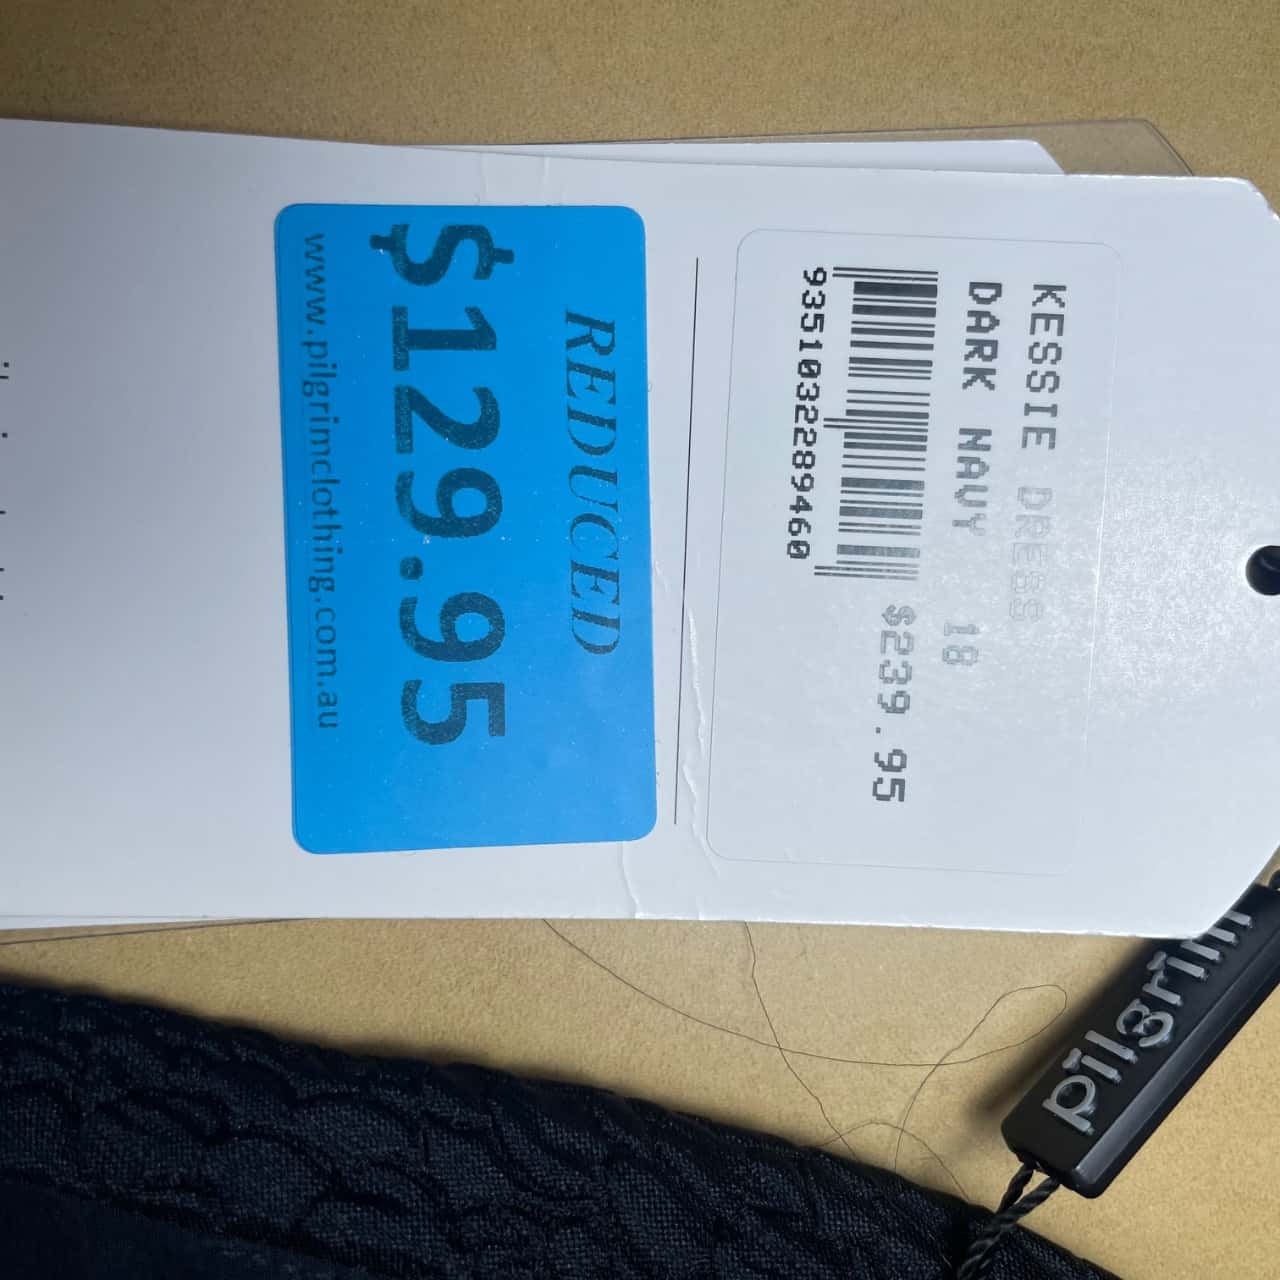 KESSIE DRESS
DARK NAVY 18
9351032289460
$239.95
REDUCED
$129.95
www.pilgrimclothing.com.au
pilgrim